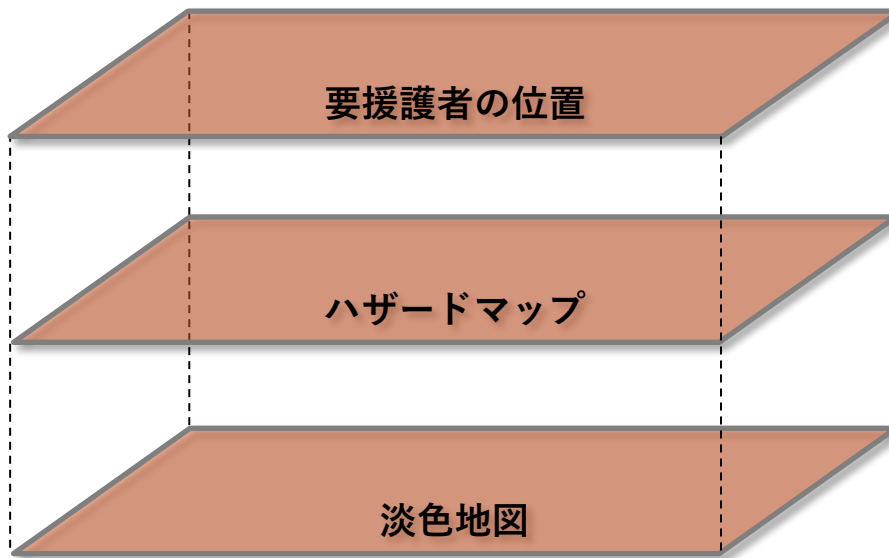 要援護者の位置
ハザードマップ
淡色地図